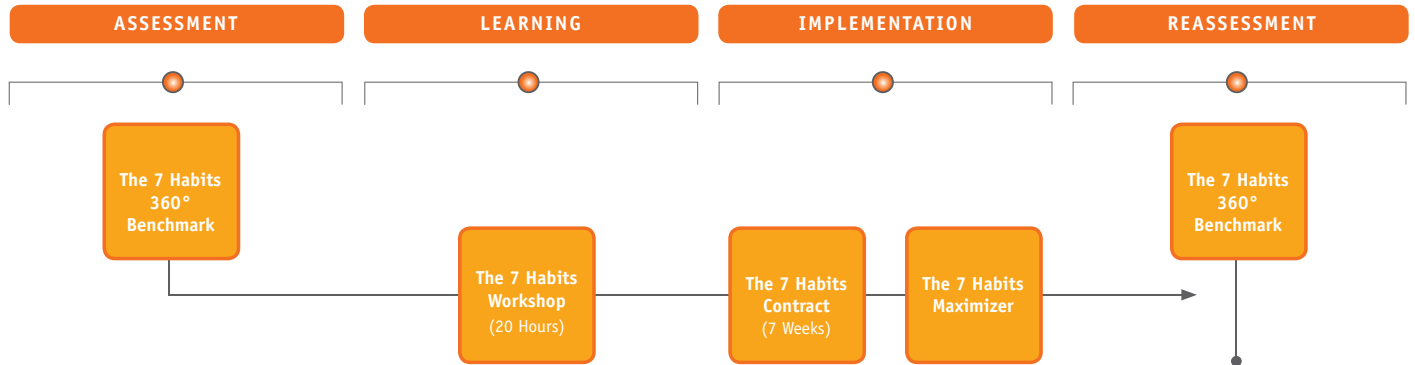 ASSESSMENT
LEARNING
IMPLEMENTATION
REASSESSMENT
The 7 Habits
360°
Benchmark
The 7 Habits
Workshop
(20 Hours)
The 7 Habits
Contract
(7 Weeks)
The 7 Habits
Maximizer
The 7 Habits
360°
Benchmark